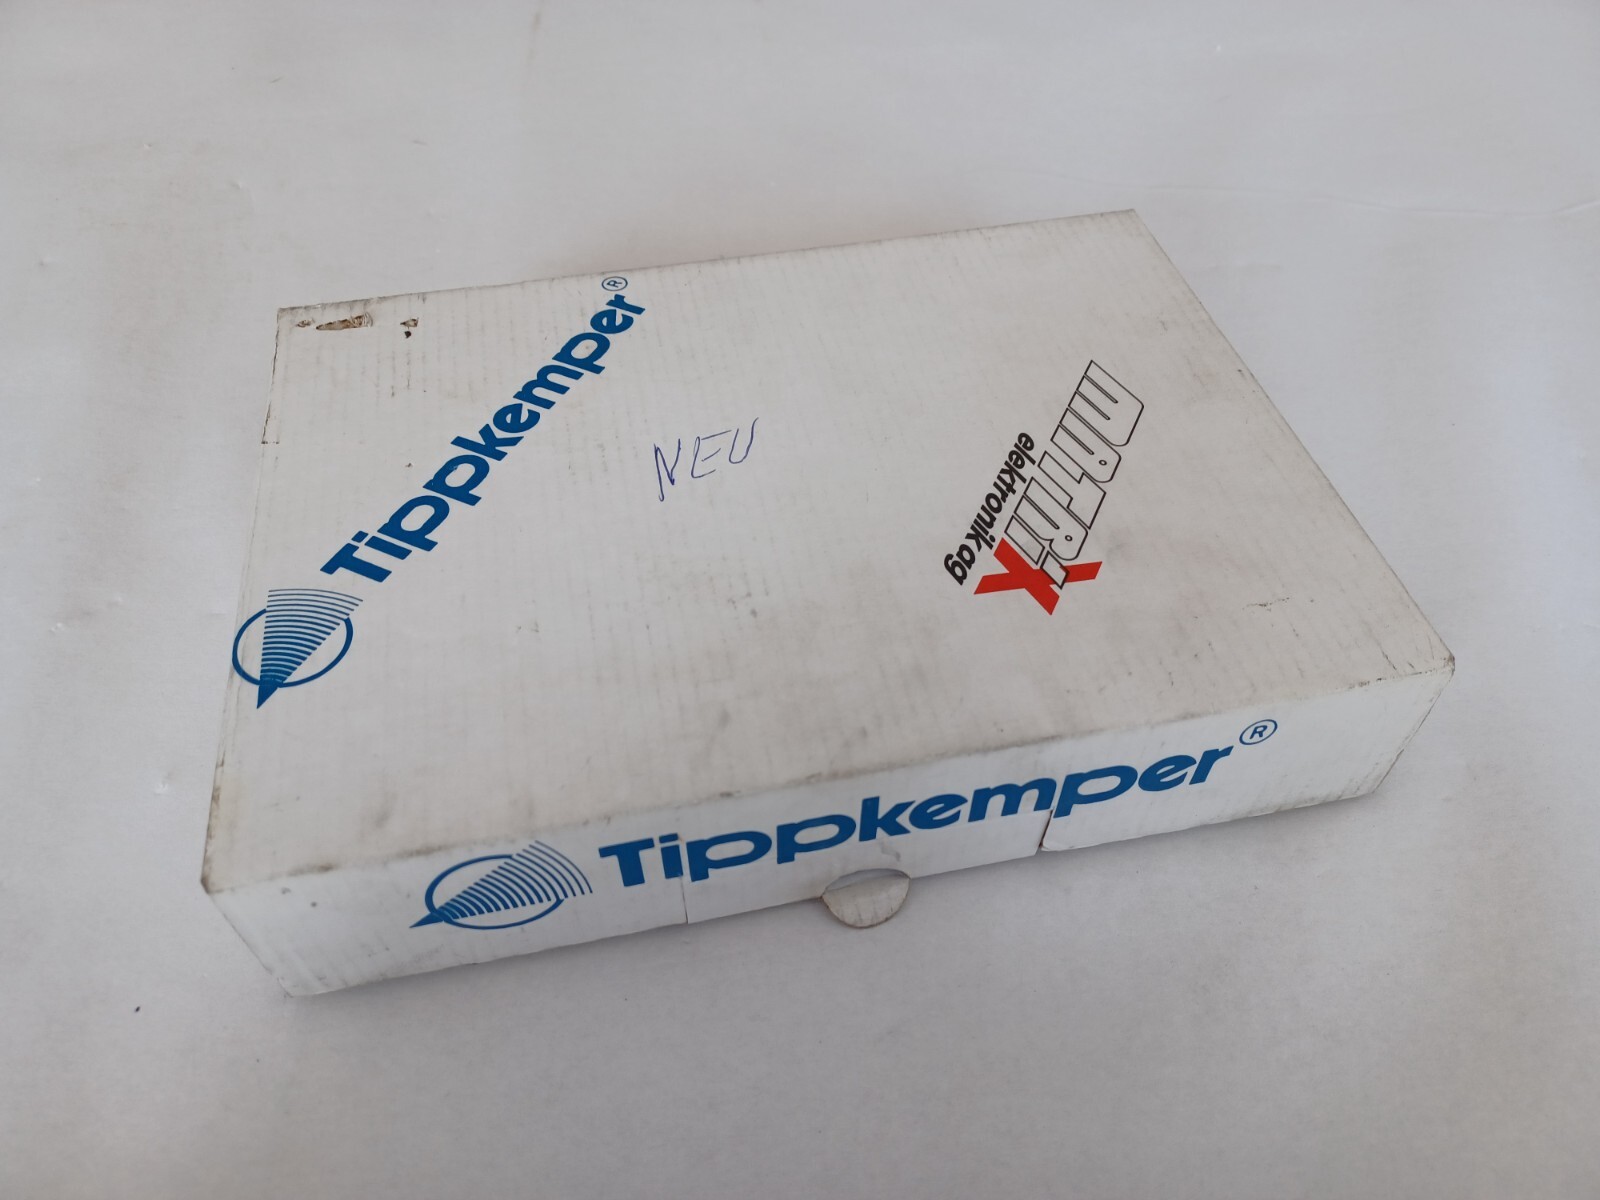 Tippkemper®
NEU
MATRIX
elektronik ag
Tippkemper®